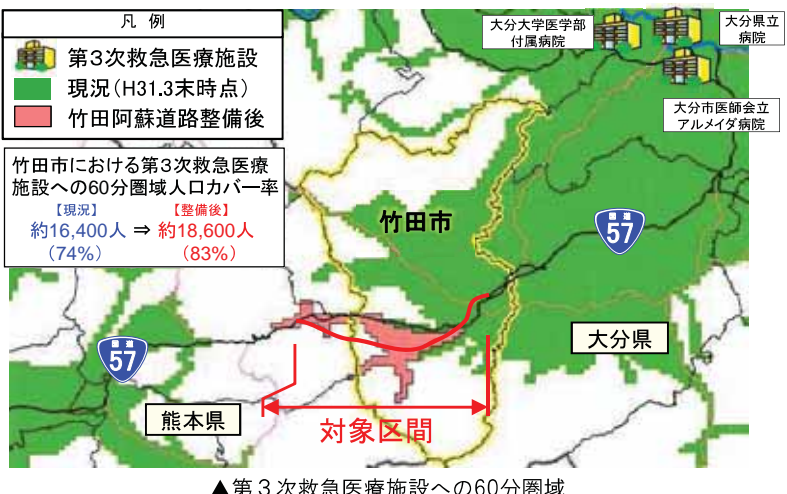 凡 例
第３次救急医療施設
現況（H31.3末時点）
竹田阿蘇道路整備後
竹田市における第３次救急医療
施設への60分圏域人口カバー率
【現況】 【整備後】
約16,400人 ⇒ 約18,600人
（74%） （83%）
大分大学医学部
付属病院
大分県立
病院
大分市医師会立
アルメイダ病院
竹田市
国道
57
大分県
国道
57
熊本県
対象区間
▲第３次救急医療施設への60分圏域